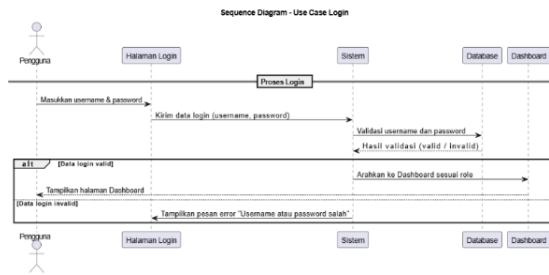 Sequence Diagram - Use Case Login
Pengguna
Halaman Login
Sistem
Database
Dashboard
Proses Login
Masukkan username & password
Kirim data login (username, password)
Validasi username dan password
Hasil validasi (valid / invalid)
alt
[Data login valid]
Arahkan ke Dashboard sesuai role
Tampilkan halaman Dashboard
[Data login invalid]
Tampilkan pesan error "Username atau password salah"
Pengguna
Halaman Login
Sistem
Database
Dashboard